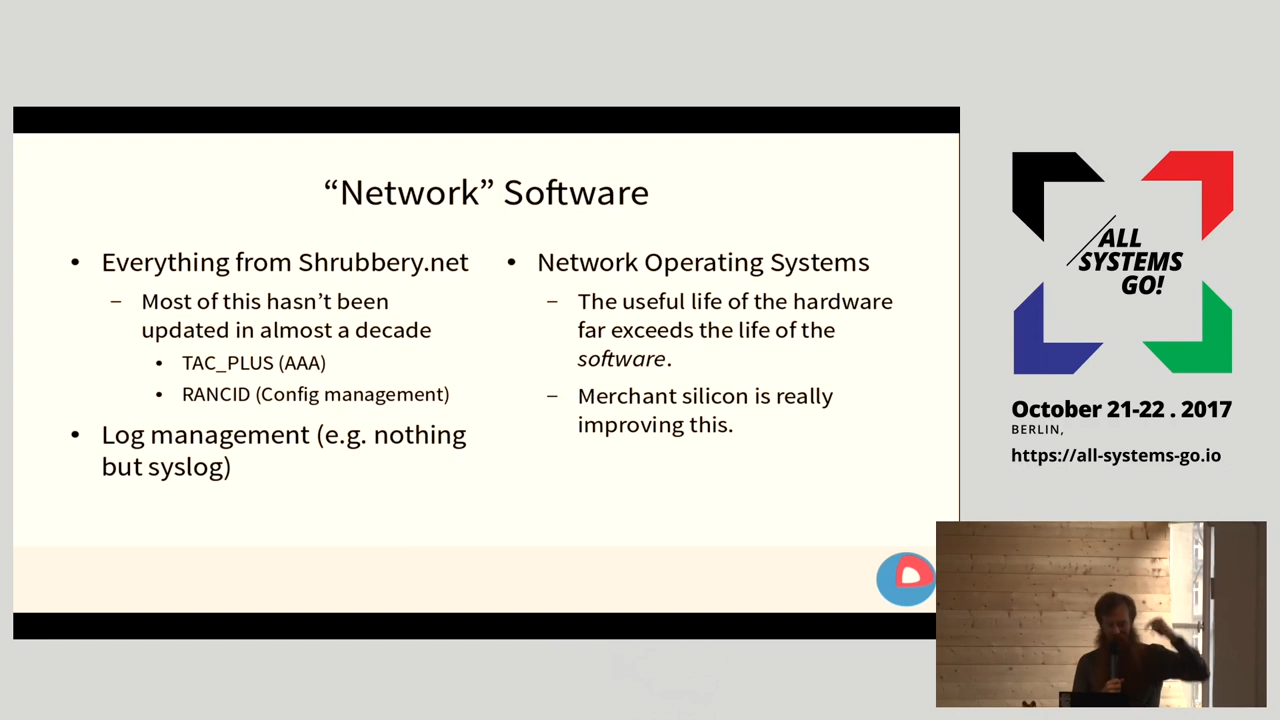 “Network” Software
• Everything from Shrubbery.net
– Most of this hasn’t been
updated in almost a decade
• TAC_PLUS (AAA)
• RANCID (Config management)
• Log management (e.g. nothing
but syslog)
• Network Operating Systems
– The useful life of the hardware
far exceeds the life of the
software.
– Merchant silicon is really
improving this.
ALL
SYSTEMS
GO!
October 21-22 . 2017
BERLIN,
https://all-systems-go.io